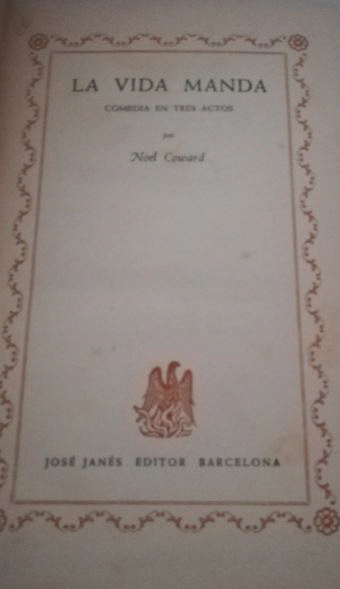 LA VIDA MANDA
COMEDIA EN TRES ACTOS
por
Noel Coward
JOSÉ JANÉS EDITOR BARCELONA